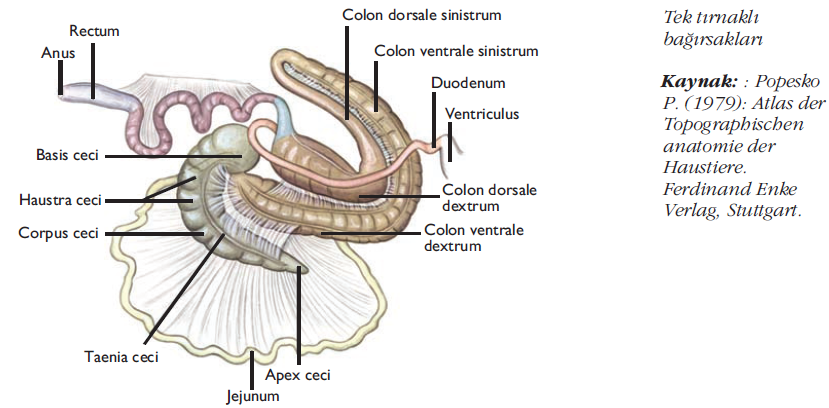 Colon dorsale sinistrum
Rectum
Anus
Colon ventrale sinistrum
Duodenum
Ventriculus
Basis ceci
Haustra ceci
Corpus ceci
Colon dorsale
dextrum
Colon ventrale
dextrum
Taenia ceci
Apex ceci
Jejunum
Tek tırnaklı
bağırsakları
Kaynak: : Popesko
P. (1979): Atlas der
Topographischen
anatomie der
Haustiere.
Ferdinand Enke
Verlag, Stuttgart.